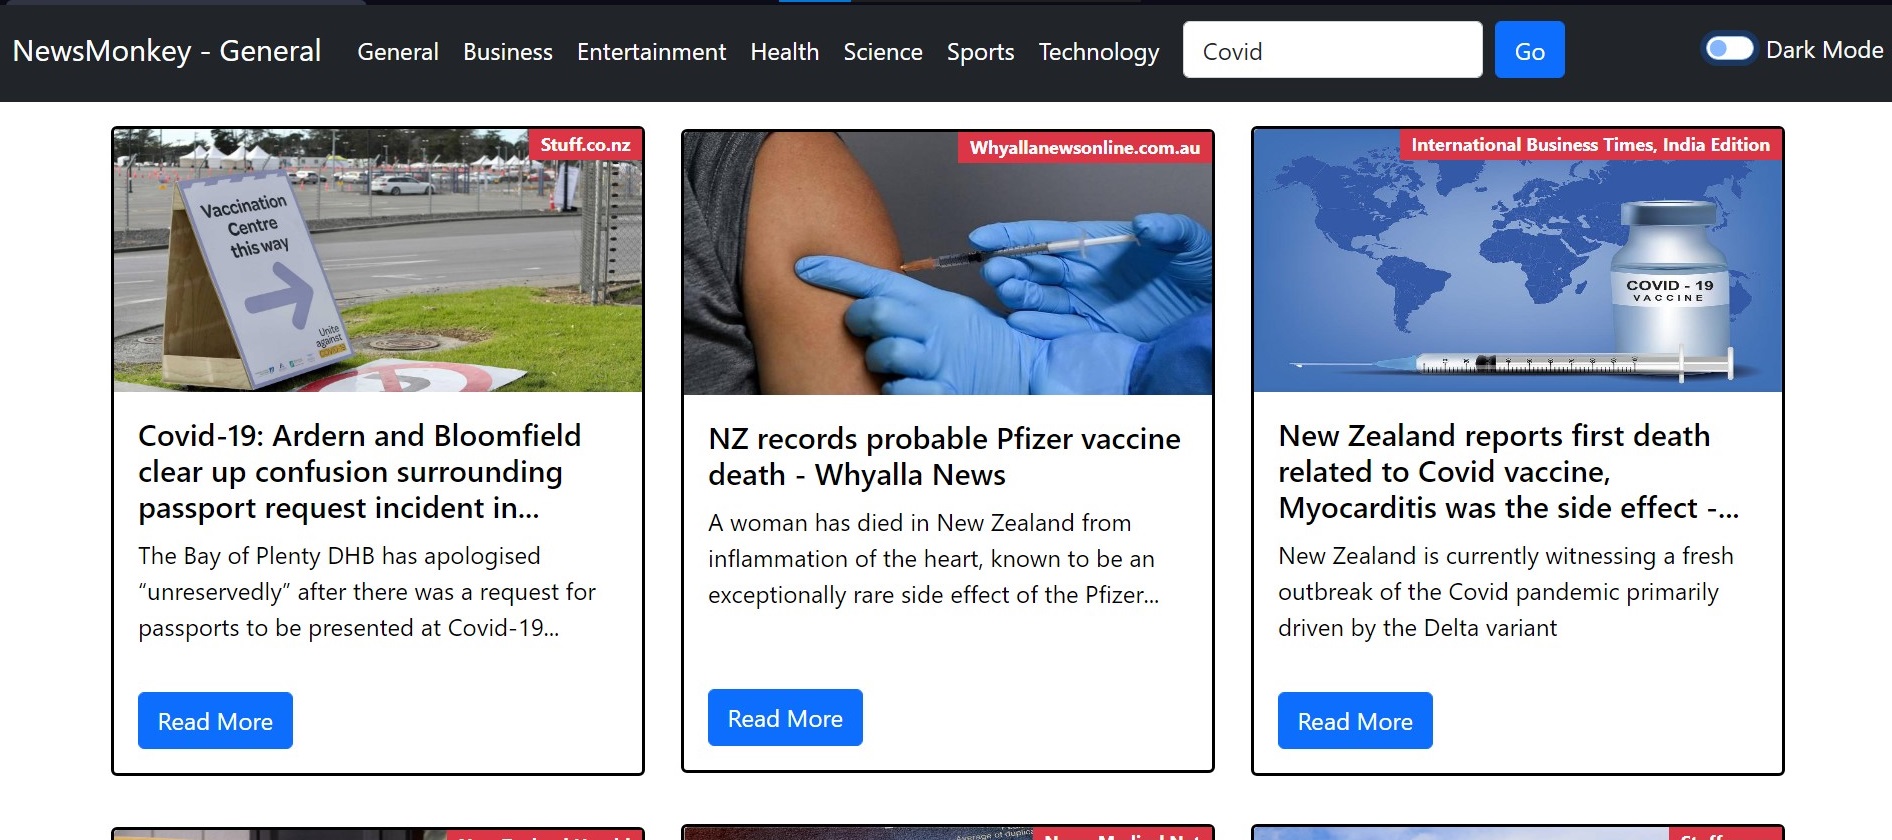 NewsMonkey - General
General Business Entertainment Health Science Sports Technology
Covid
Go
Dark Mode
Stuff.co.nz
Vaccination
Centre
this way
Unite
against
Covid-19: Ardern and Bloomfield
clear up confusion surrounding
passport request incident in...
The Bay of Plenty DHB has apologised
“unreservedly” after there was a request for
passports to be presented at Covid-19...
Read More
Whyallanewsonline.com.au
NZ records probable Pfizer vaccine
death - Whyalla News
A woman has died in New Zealand from
inflammation of the heart, known to be an
exceptionally rare side effect of the Pfizer...
Read More
International Business Times, India Edition
COVID - 19
VACCINE
New Zealand reports first death
related to Covid vaccine,
Myocarditis was the side effect -...
New Zealand is currently witnessing a fresh
outbreak of the Covid pandemic primarily
driven by the Delta variant
Read More